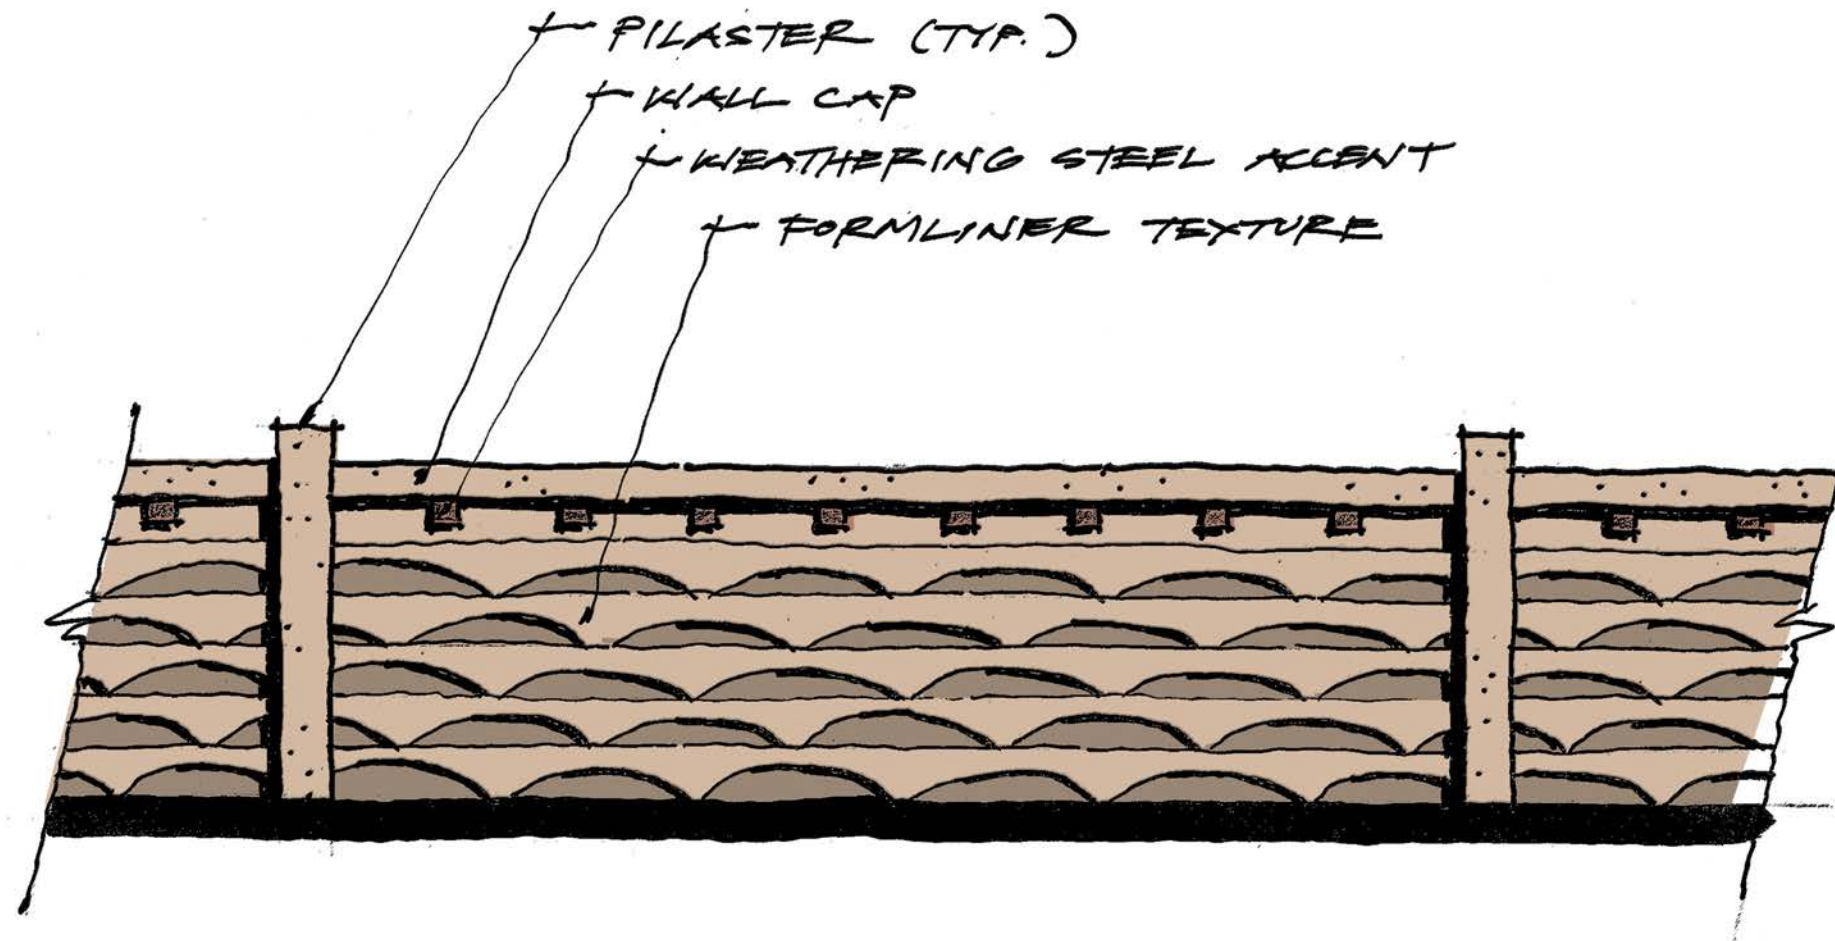 PILASTER (TYP.)
WALL CAP
WEATHERING STEEL ACCENT
FORMLINER TEXTURE